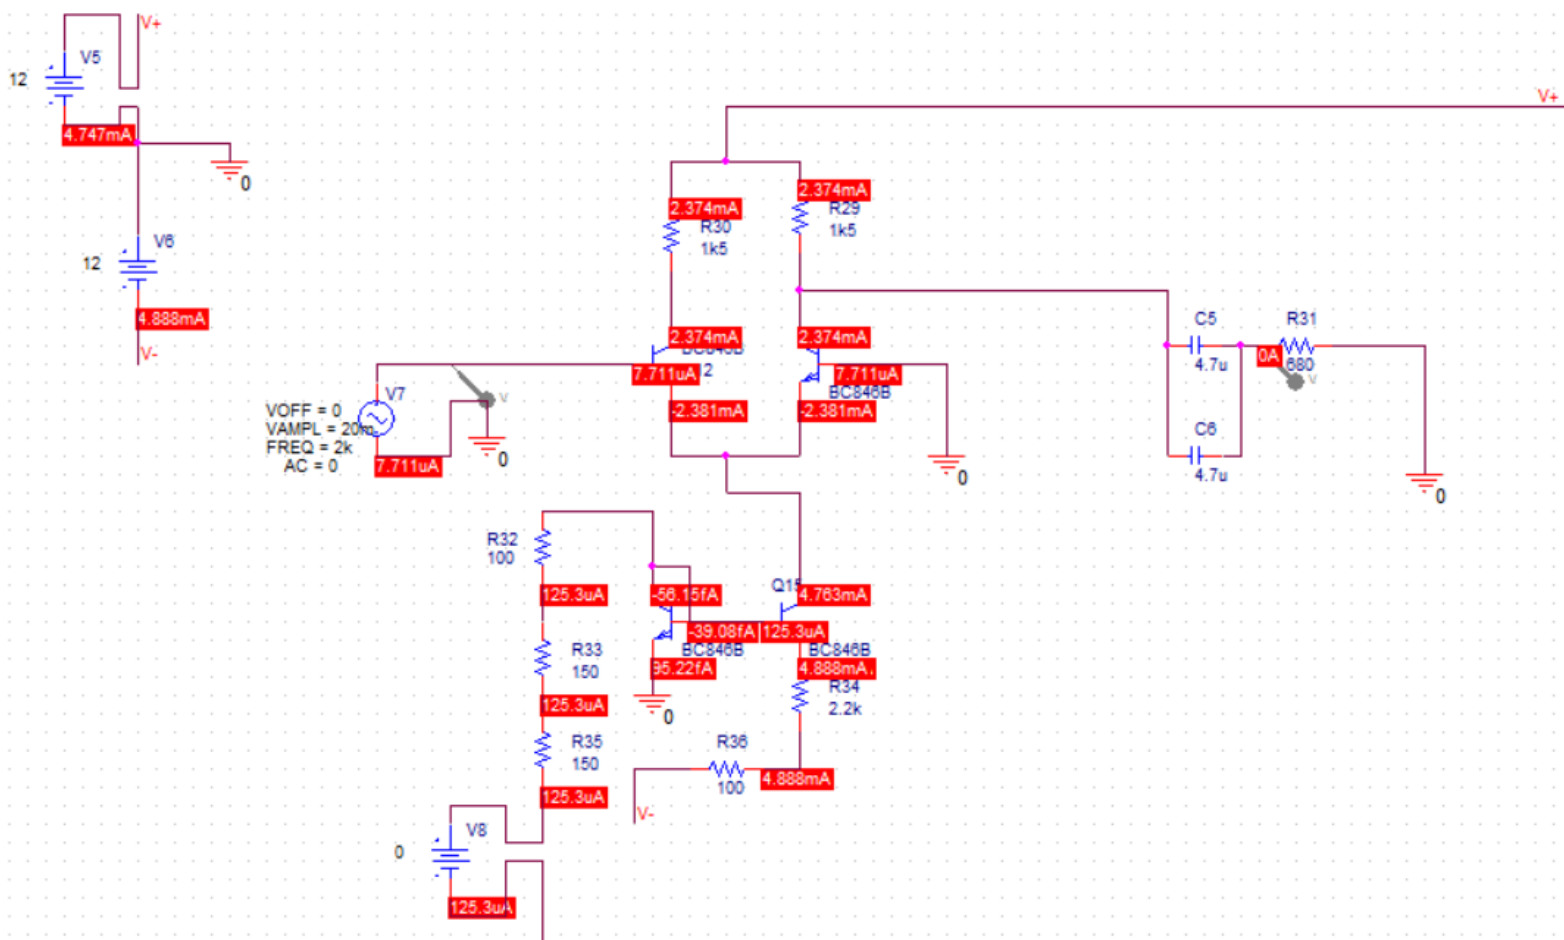 V+
V5
12
4.747mA
0
V6
12
4.888mA
V-
V+
2.374mA
2.374mA
R29
R30
1k5
1k5
2.374mA
2.374mA
BC846B
7.711uA
12
7.711uA
V7
V
BC846B
VOFF = 0
VAMPL = 20m
-2.381mA
-2.381mA
FREQ = 2k
AC = 0
7.711uA
0
0
C5
R31
0A
4.7u
680
V
C6
4.7u
0
R32
100
125.3uA
-56.15fA
Q15
4.763mA
-39.08fA
125.3uA
R33
BC846B
BC846B
150
95.22fA
4.888mA
R34
2.2k
125.3uA
0
R35
R36
150
4.888mA
100
125.3uA
V-
V8
0
125.3uA